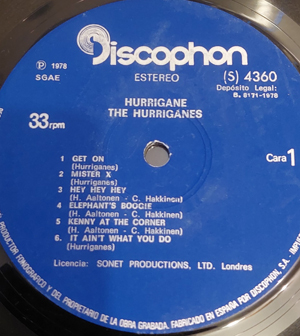 Discophon
Ⓟ 1978
SGAE
ESTEREO
(S) 4360
Depósito Legal:
B. 8171-1978
HURRIGANE
THE HURRIGANES
33 rpm
Cara 1
1 GET ON
(Hurriganes)
2 MISTER X
(Hurriganes)
3 HEY HEY HEY
(H. Aaltonen - C. Hakkinen)
4 ELEPHANT'S BOOGIE
(H. Aaltonen - C. Hakkinen)
5 KENNY AT THE CORNER
(H. Aaltonen - C. Hakkinen)
6. IT AIN'T WHAT YOU DO
(Hurriganes)
Licencia: SONET PRODUCTIONS, LTD. Londres
PRODUCTOR FONOGRAFICO Y DEL PROPIETARIO DE LA OBRA GRABADA. FABRICADO EN ESPAÑA POR DISCOPHON, S.A.